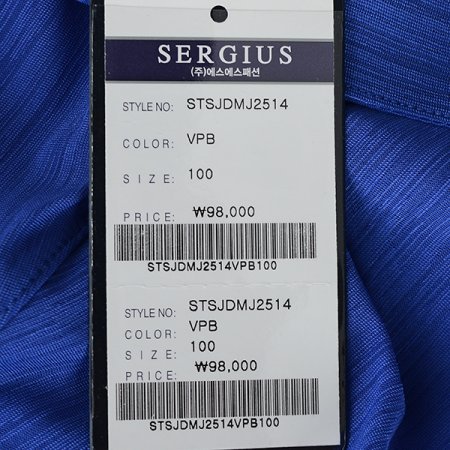 SERGIUS
(주)에스에스패션
STYLE NO: STSJDMJ2514
COLOR: VPB
SIZE: 100
PRICE: ₩98,000
STSJDMJ2514VPB100
STYLE NO: STSJDMJ2514
COLOR: VPB
SIZE: 100
PRICE: ₩98,000
STSJDMJ2514VPB100